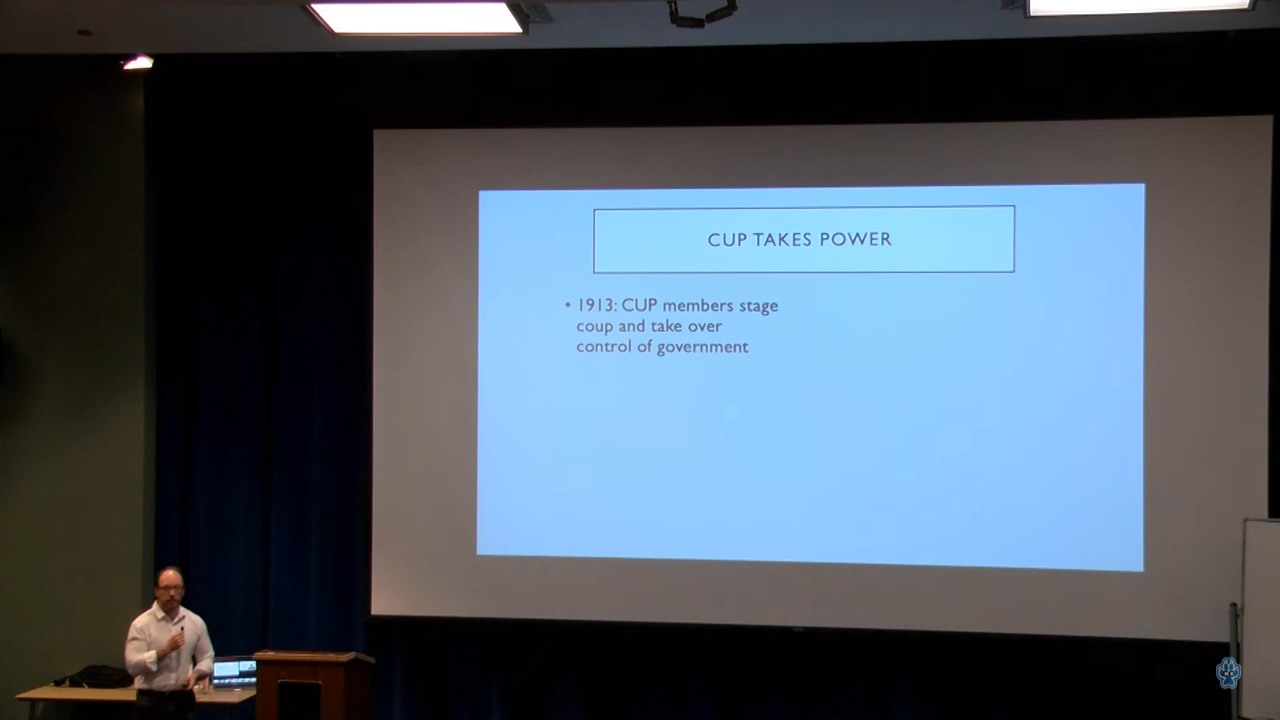 CUP TAKES POWER
• 1913: CUP members stage
coup and take over
control of government